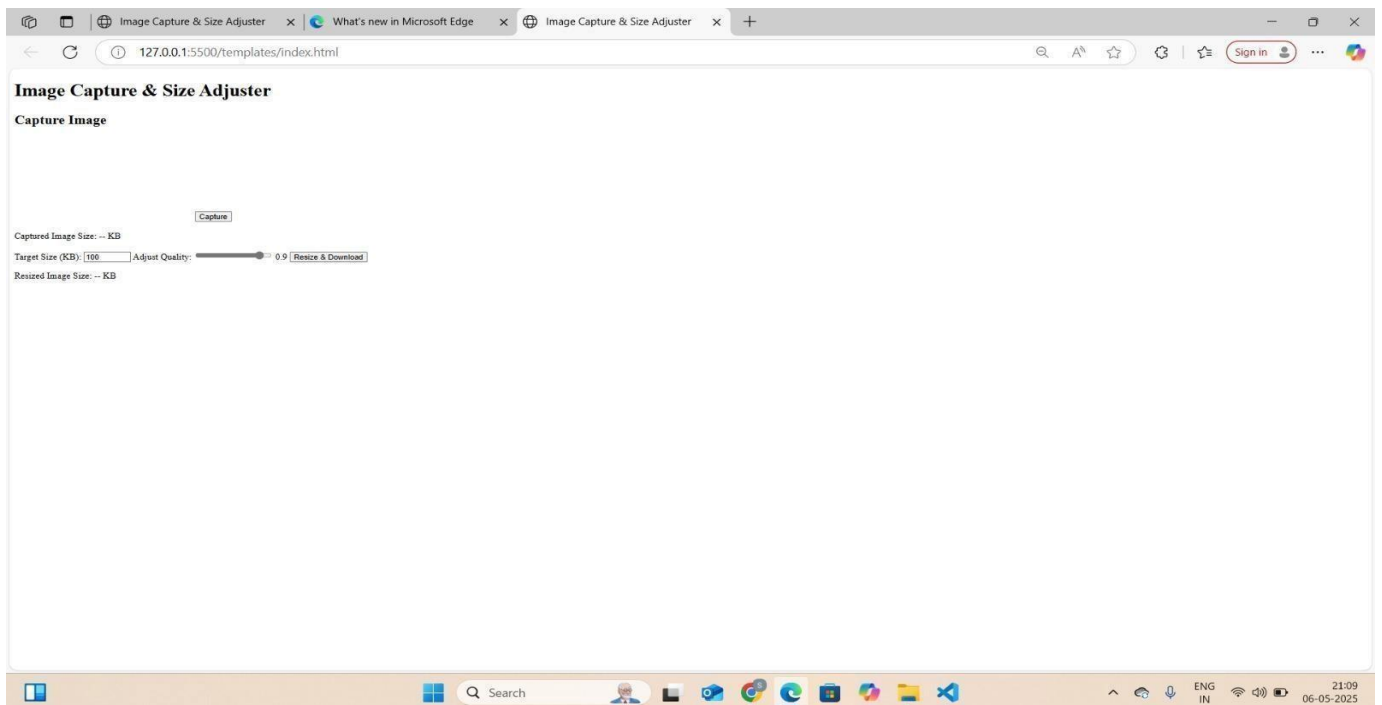 Image Capture & Size Adjuster
What's new in Microsoft Edge
Image Capture & Size Adjuster
127.0.0.1:5500/templates/index.html
Sign in
Image Capture & Size Adjuster
Capture Image
Capture
Captured Image Size: -- KB
Target Size (KB): 100 Adjust Quality: 0.9 Resize & Download
Resized Image Size: -- KB
Search
ENG
IN
21:09
06-05-2025